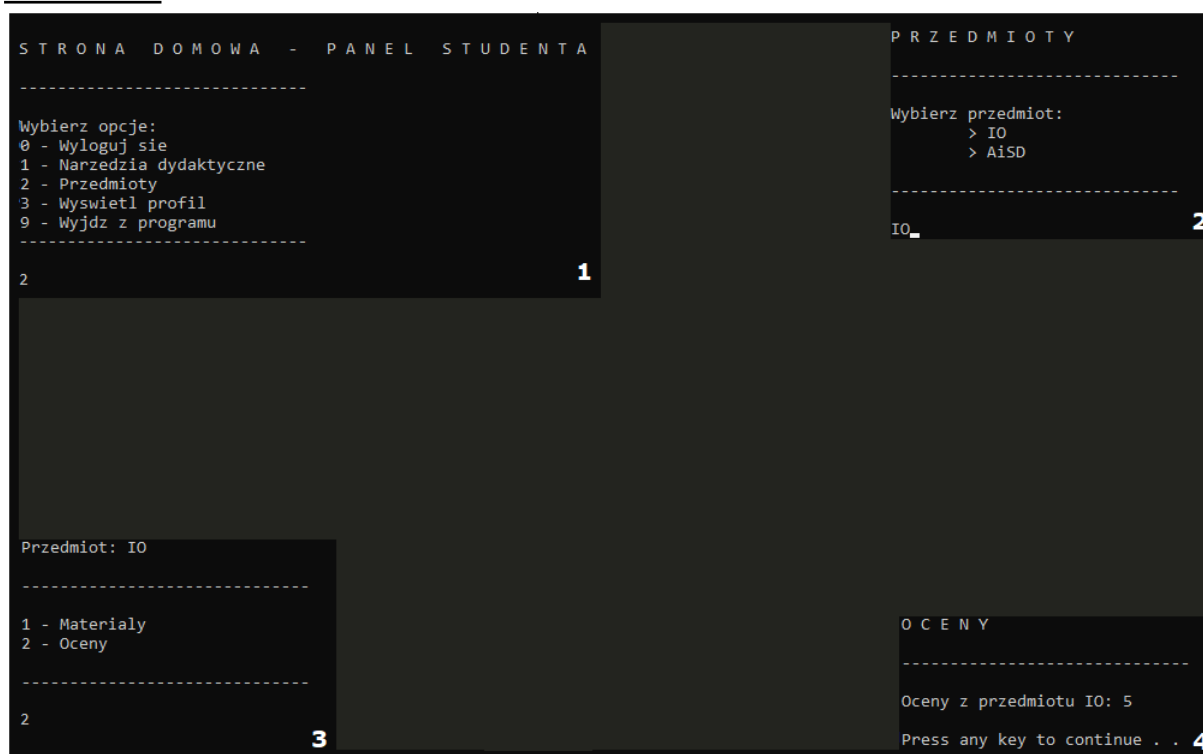 S T R O N A   D O M O W A  -  P A N E L   S T U D E N T A
------------------------------
Wybierz opcje:
0 - Wyloguj sie
1 - Narzedzia dydaktyczne
2 - Przedmioty
3 - Wyswietl profil
9 - Wyjdz z programu
------------------------------
2
1
P R Z E D M I O T Y
------------------------------
Wybierz przedmiot:
> IO
> AiSD
------------------------------
IO
2
Przedmiot: IO
------------------------------
1 - Materialy
2 - Oceny
------------------------------
2
3
O C E N Y
------------------------------
Oceny z przedmiotu IO: 5
Press any key to continue . .
4